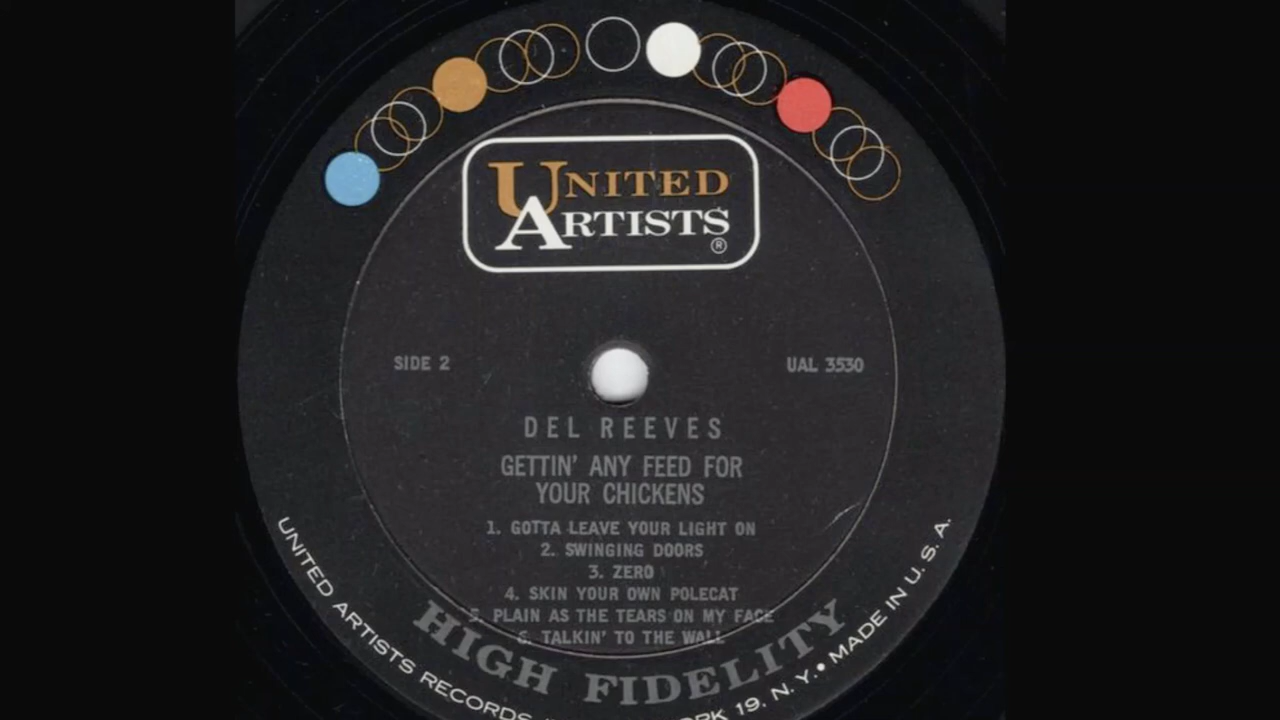 UNITED
ARTISTS
®
SIDE 2
UAL 3530
DEL REEVES
GETTIN' ANY FEED FOR
YOUR CHICKENS
1. GOTTA LEAVE YOUR LIGHT ON
2. SWINGING DOORS
3. ZERO
4. SKIN YOUR OWN POLECAT
5. PLAIN AS THE TEARS ON MY FACE
6. TALKIN' TO THE WALL
HIGH FIDELITY
UNITED ARTISTS RECORDS 19, N. Y. • MADE IN U. S. A.